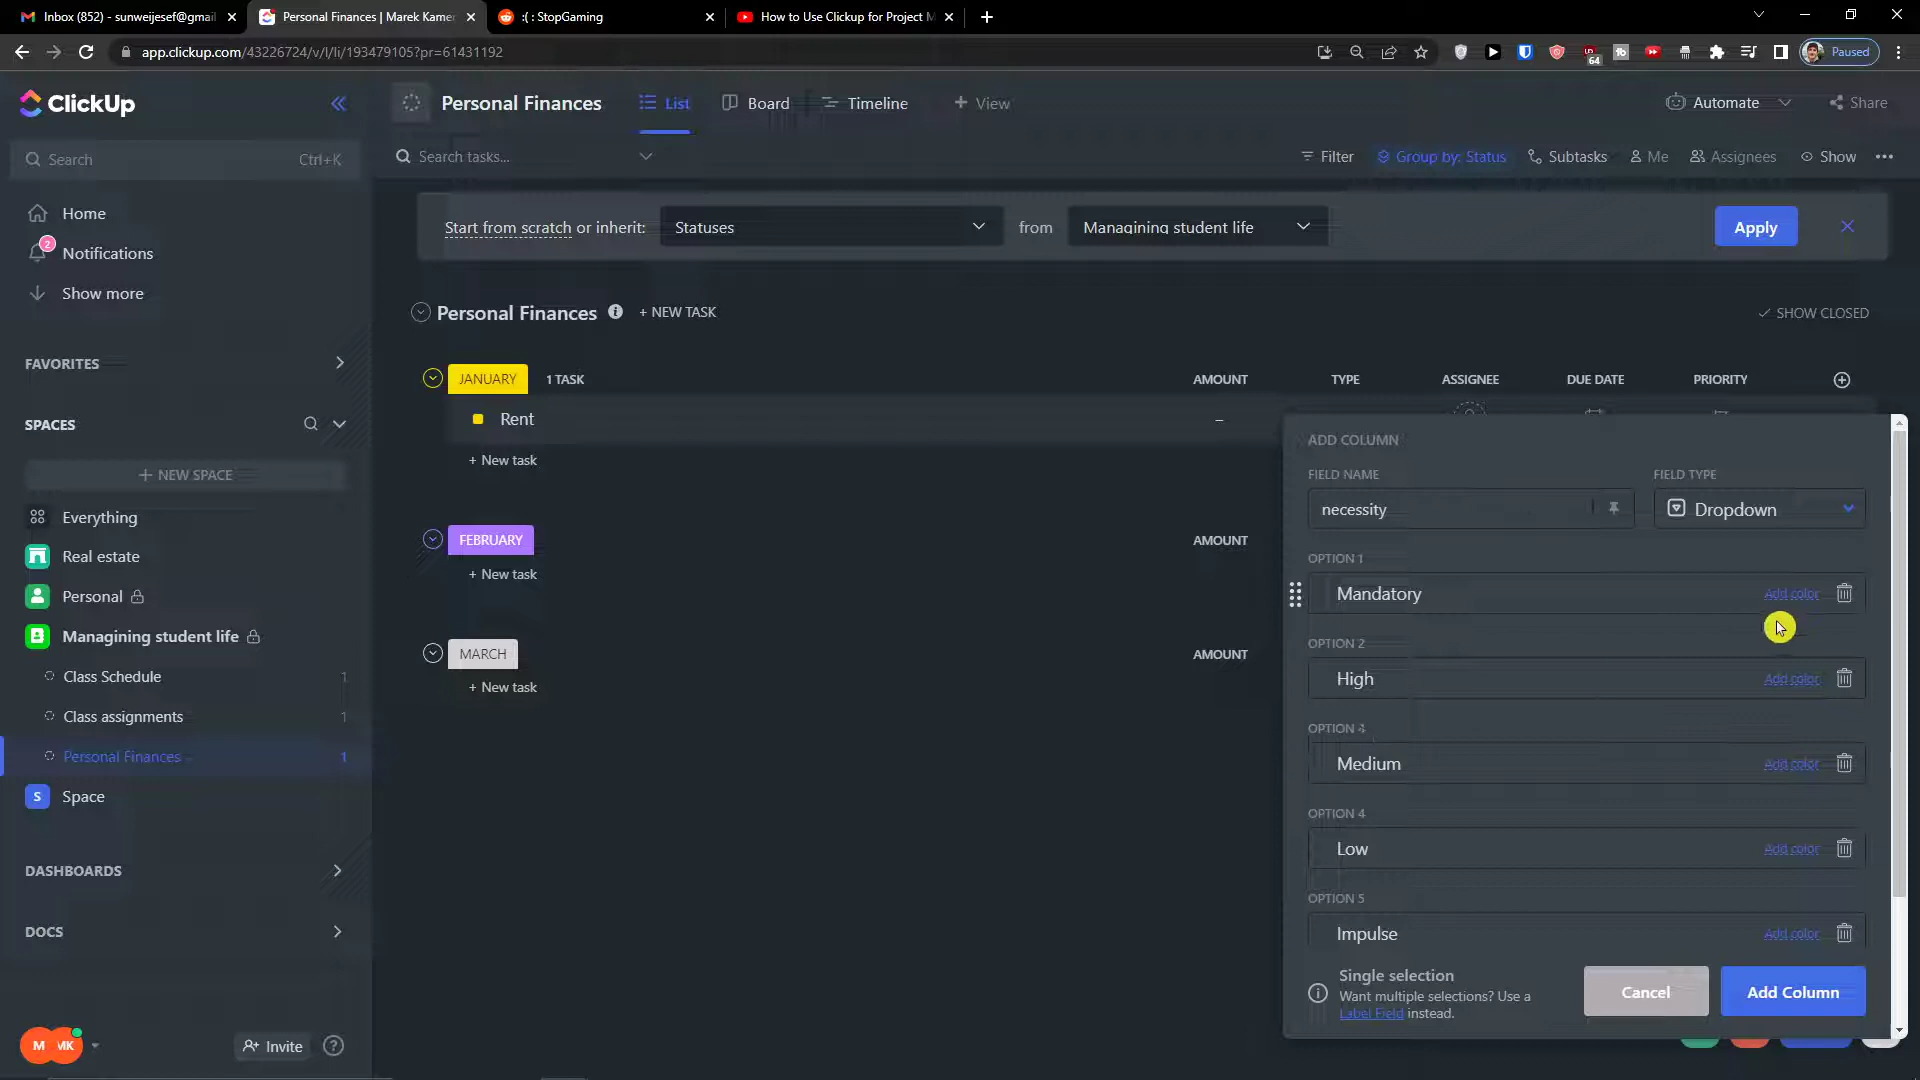 Inbox (852) - sunweijesef@gmail
Personal Finances | Marek Kamer
:( : StopGaming
How to Use Clickup for Project M
app.clickup.com/43226724/v/l/li/193479105?pr=61431192
64
Paused
ClickUp
Personal Finances
List
Board
Timeline
+ View
Automate
Share
Search
Ctrl+K
Search tasks...
Filter
Group by: Status
Subtasks
Me
Assignees
Show
Home
2
Notifications
Show more
Start from scratch or inherit:
Statuses
from
Managining student life
Apply
Personal Finances
+ NEW TASK
SHOW CLOSED
FAVORITES
SPACES
+ NEW SPACE
Everything
Real estate
Personal
Managining student life
Class Schedule 1
Class assignments 1
Personal Finances 1
S
Space
DASHBOARDS
DOCS
M
MK
Invite
?
JANUARY
1 TASK
AMOUNT
TYPE
ASSIGNEE
DUE DATE
PRIORITY
Rent
–
+ New task
FEBRUARY
AMOUNT
+ New task
MARCH
AMOUNT
+ New task
ADD COLUMN
FIELD NAME
FIELD TYPE
necessity
Dropdown
OPTION 1
Mandatory
Add color
OPTION 2
High
Add color
OPTION 4
Medium
Add color
OPTION 4
Low
Add color
OPTION 5
Impulse
Add color
Single selection
Want multiple selections? Use a
Label Field instead.
Cancel
Add Column